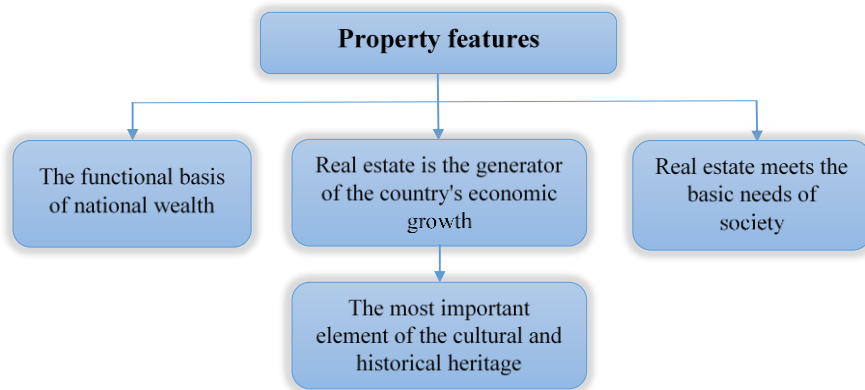 Property features
The functional basis
of national wealth
Real estate is the generator
of the country's economic
growth
Real estate meets the
basic needs of
society
The most important
element of the cultural and
historical heritage